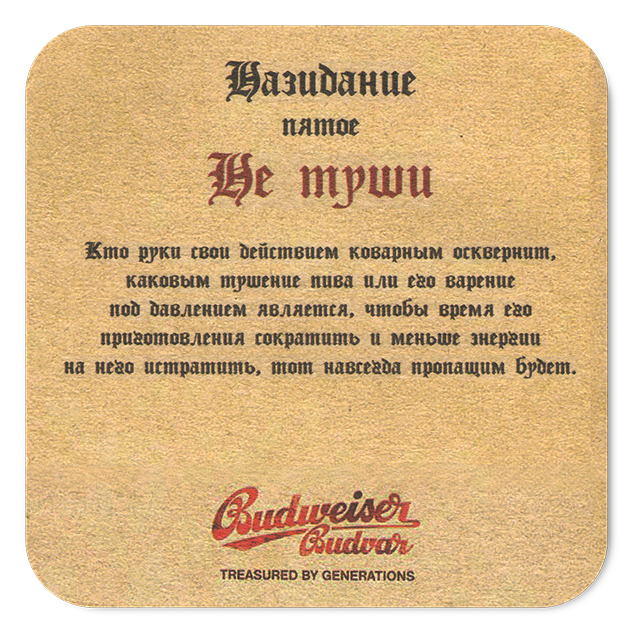 Назидание
пятое
Не туши
Кто руки свои действием коварным осквернит,
каковым тушение пива или его варение
под давлением является, чтобы время его
приготовления сократить и меньше энергии
на него истратить, тот навсегда пропащим будет.
Budweiser
Budvar
TREASURED BY GENERATIONS